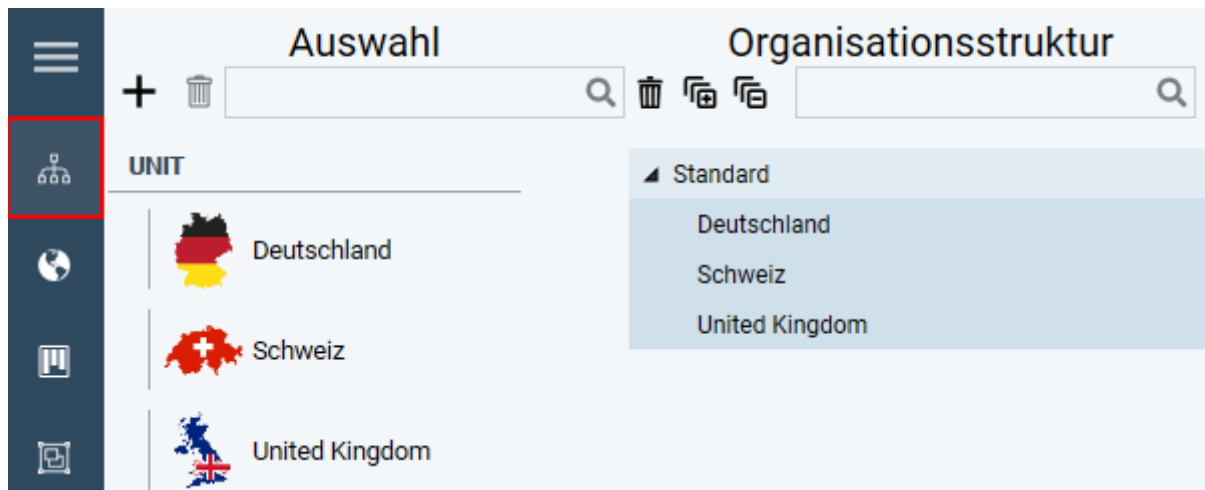 Auswahl
Organisationsstruktur
UNIT
Deutschland
Schweiz
United Kingdom
Standard
Deutschland
Schweiz
United Kingdom